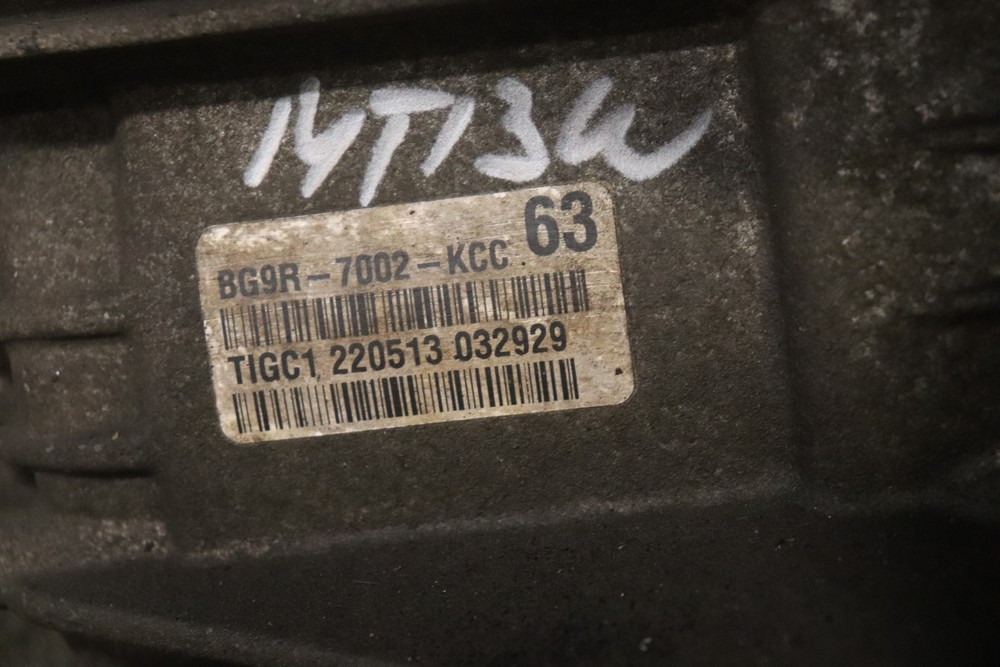 14T13W
63
BG9R-7002-KCC
TIGC1 220513 032929